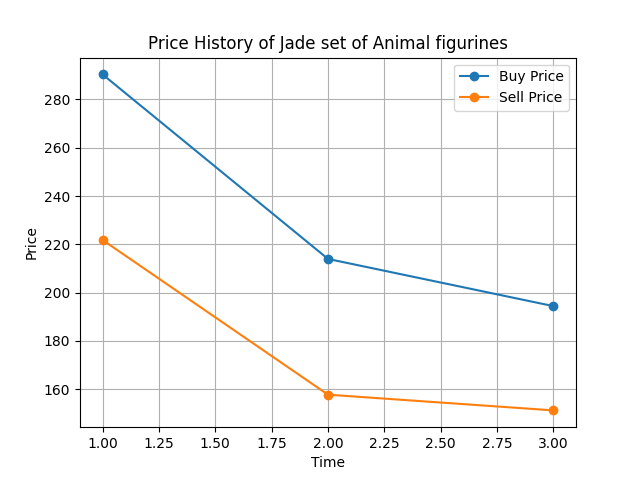 Price History of Jade set of Animal figurines
Buy Price
Sell Price
280
260
240
220
200
180
160
Price
1.00 1.25 1.50 1.75 2.00 2.25 2.50 2.75 3.00
Time